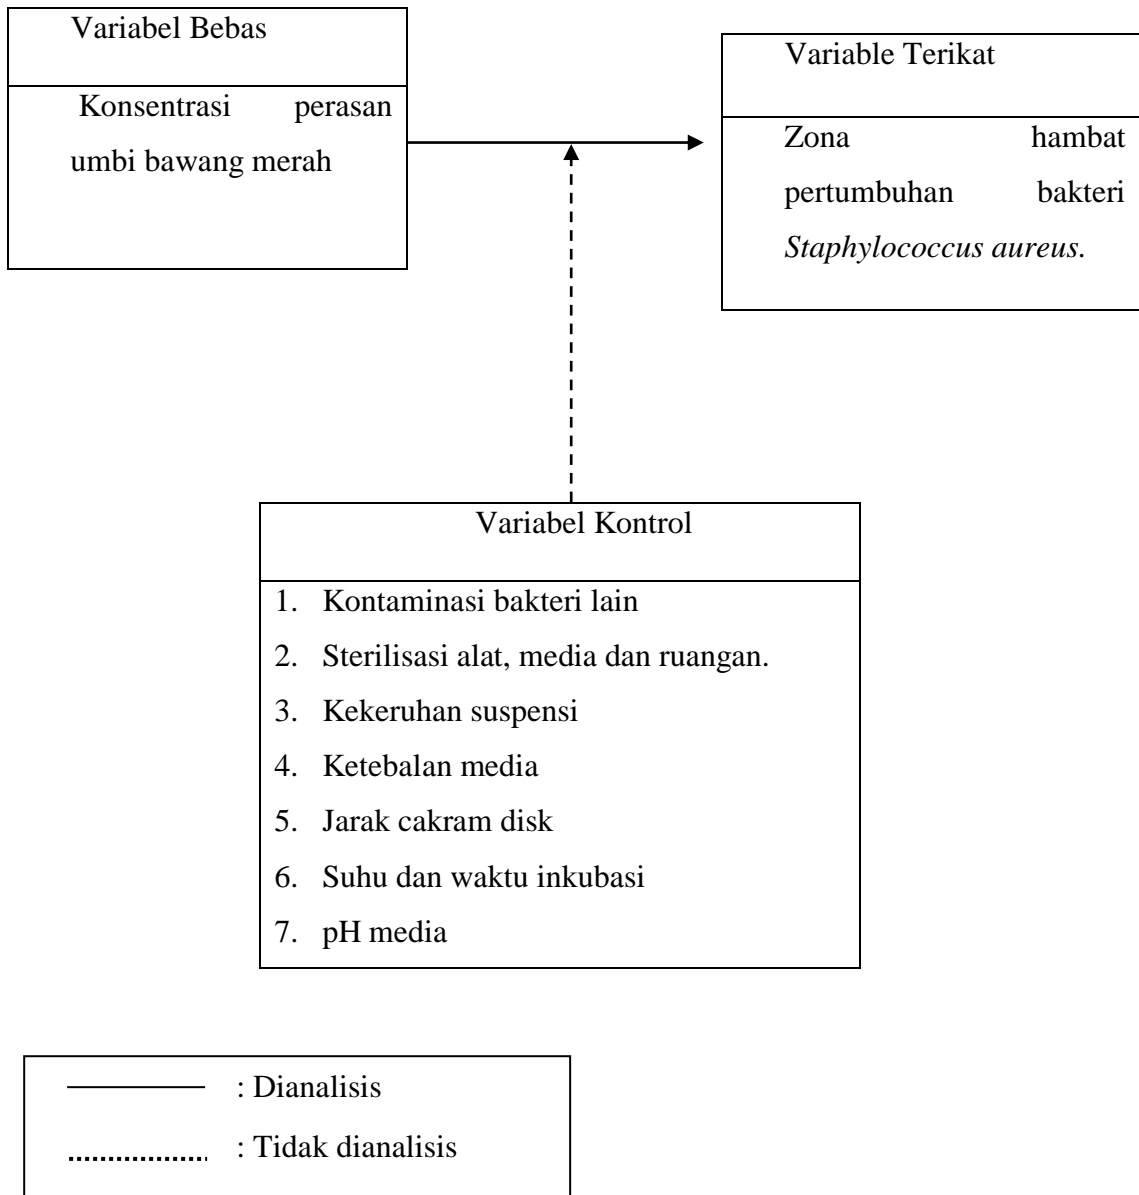 Variabel Bebas
Konsentrasi perasan
umbi bawang merah
Variable Terikat
Zona hambat
pertumbuhan bakteri
Staphylococcus aureus.
Variabel Kontrol
1. Kontaminasi bakteri lain
2. Sterilisasi alat, media dan ruangan.
3. Kekeruhan suspensi
4. Ketebalan media
5. Jarak cakram disk
6. Suhu dan waktu inkubasi
7. pH media
: Dianalisis
: Tidak dianalisis